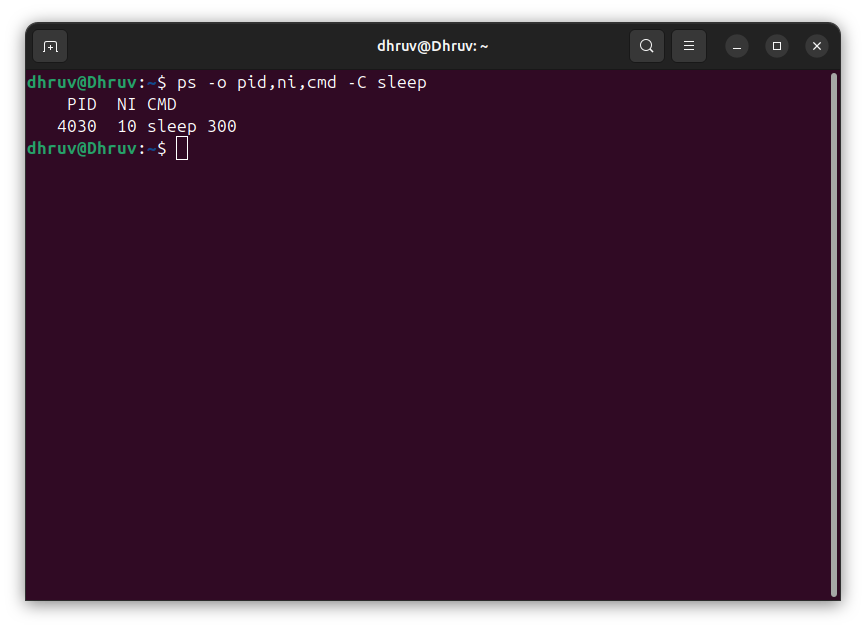 dhruv@Dhruv: ~
dhruv@Dhruv:~$ ps -o pid,ni,cmd -C sleep
    PID  NI CMD
   4030  10 sleep 300
dhruv@Dhruv:~$